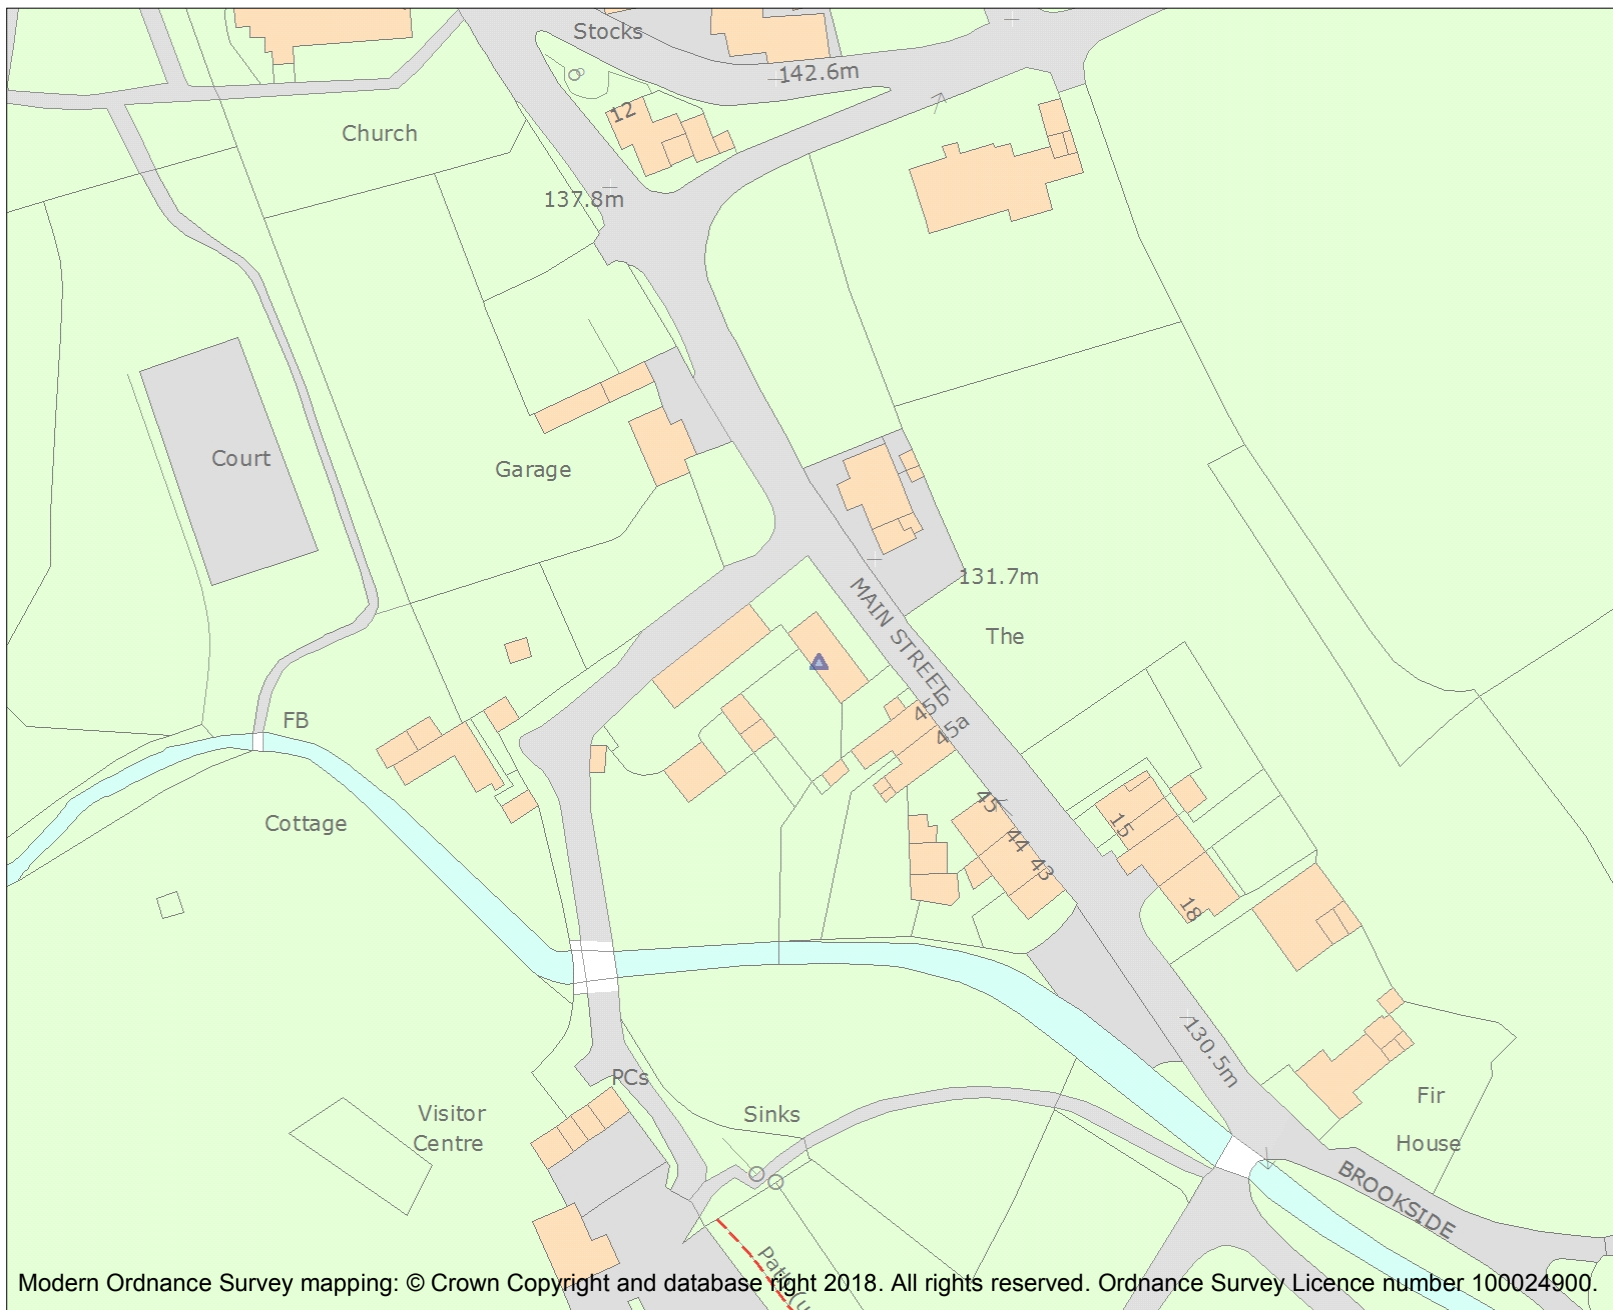 Stocks
142.6m
12
Church
137.8m
Court
Garage
131.7m
MAIN STREET
The
45b
45a
FB
Cottage
45
44
43
15
18
130.5m
PCs
Visitor
Centre
Sinks
Fir
House
BROOKSIDE
Path (u
Modern Ordnance Survey mapping: © Crown Copyright and database right 2018. All rights reserved. Ordnance Survey Licence number 100024900.